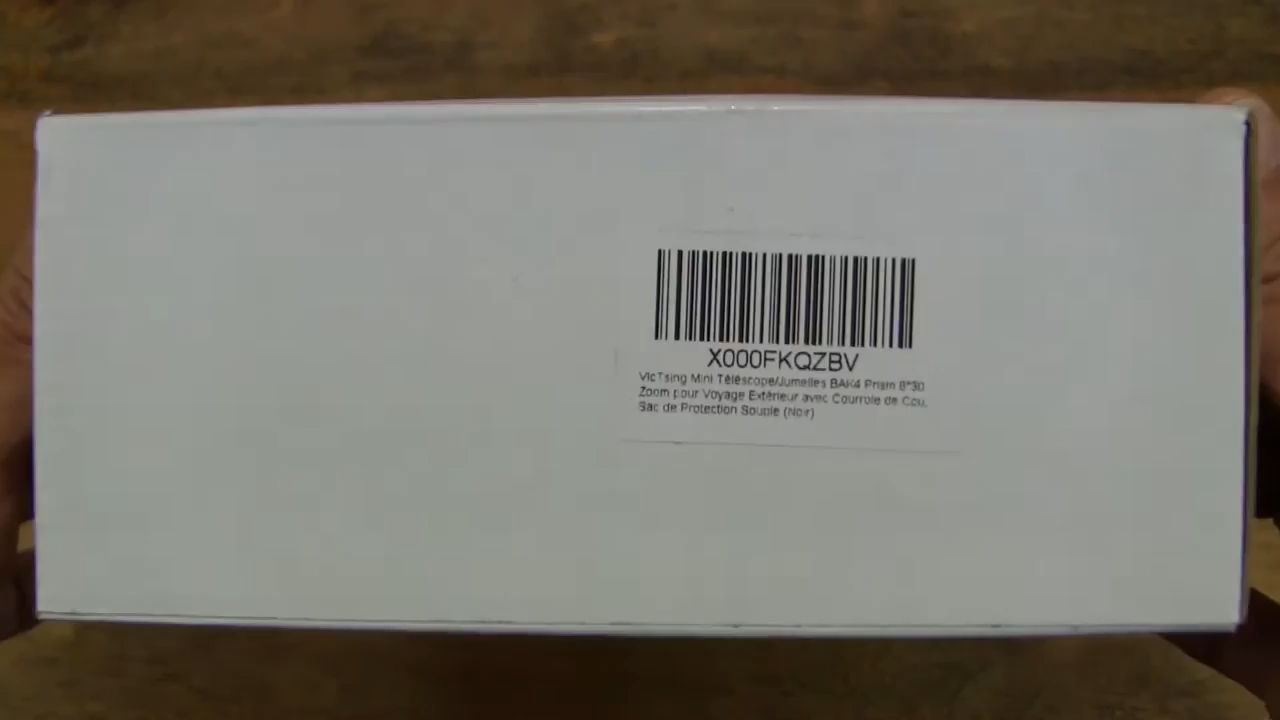 X000FKQZBV
VicTsing Mini Télescope/Jumelles BAK4 Prism 8*30
Zoom pour Voyage Extérieur avec Courroie de Cou,
Sac de Protection Souple (Noir)